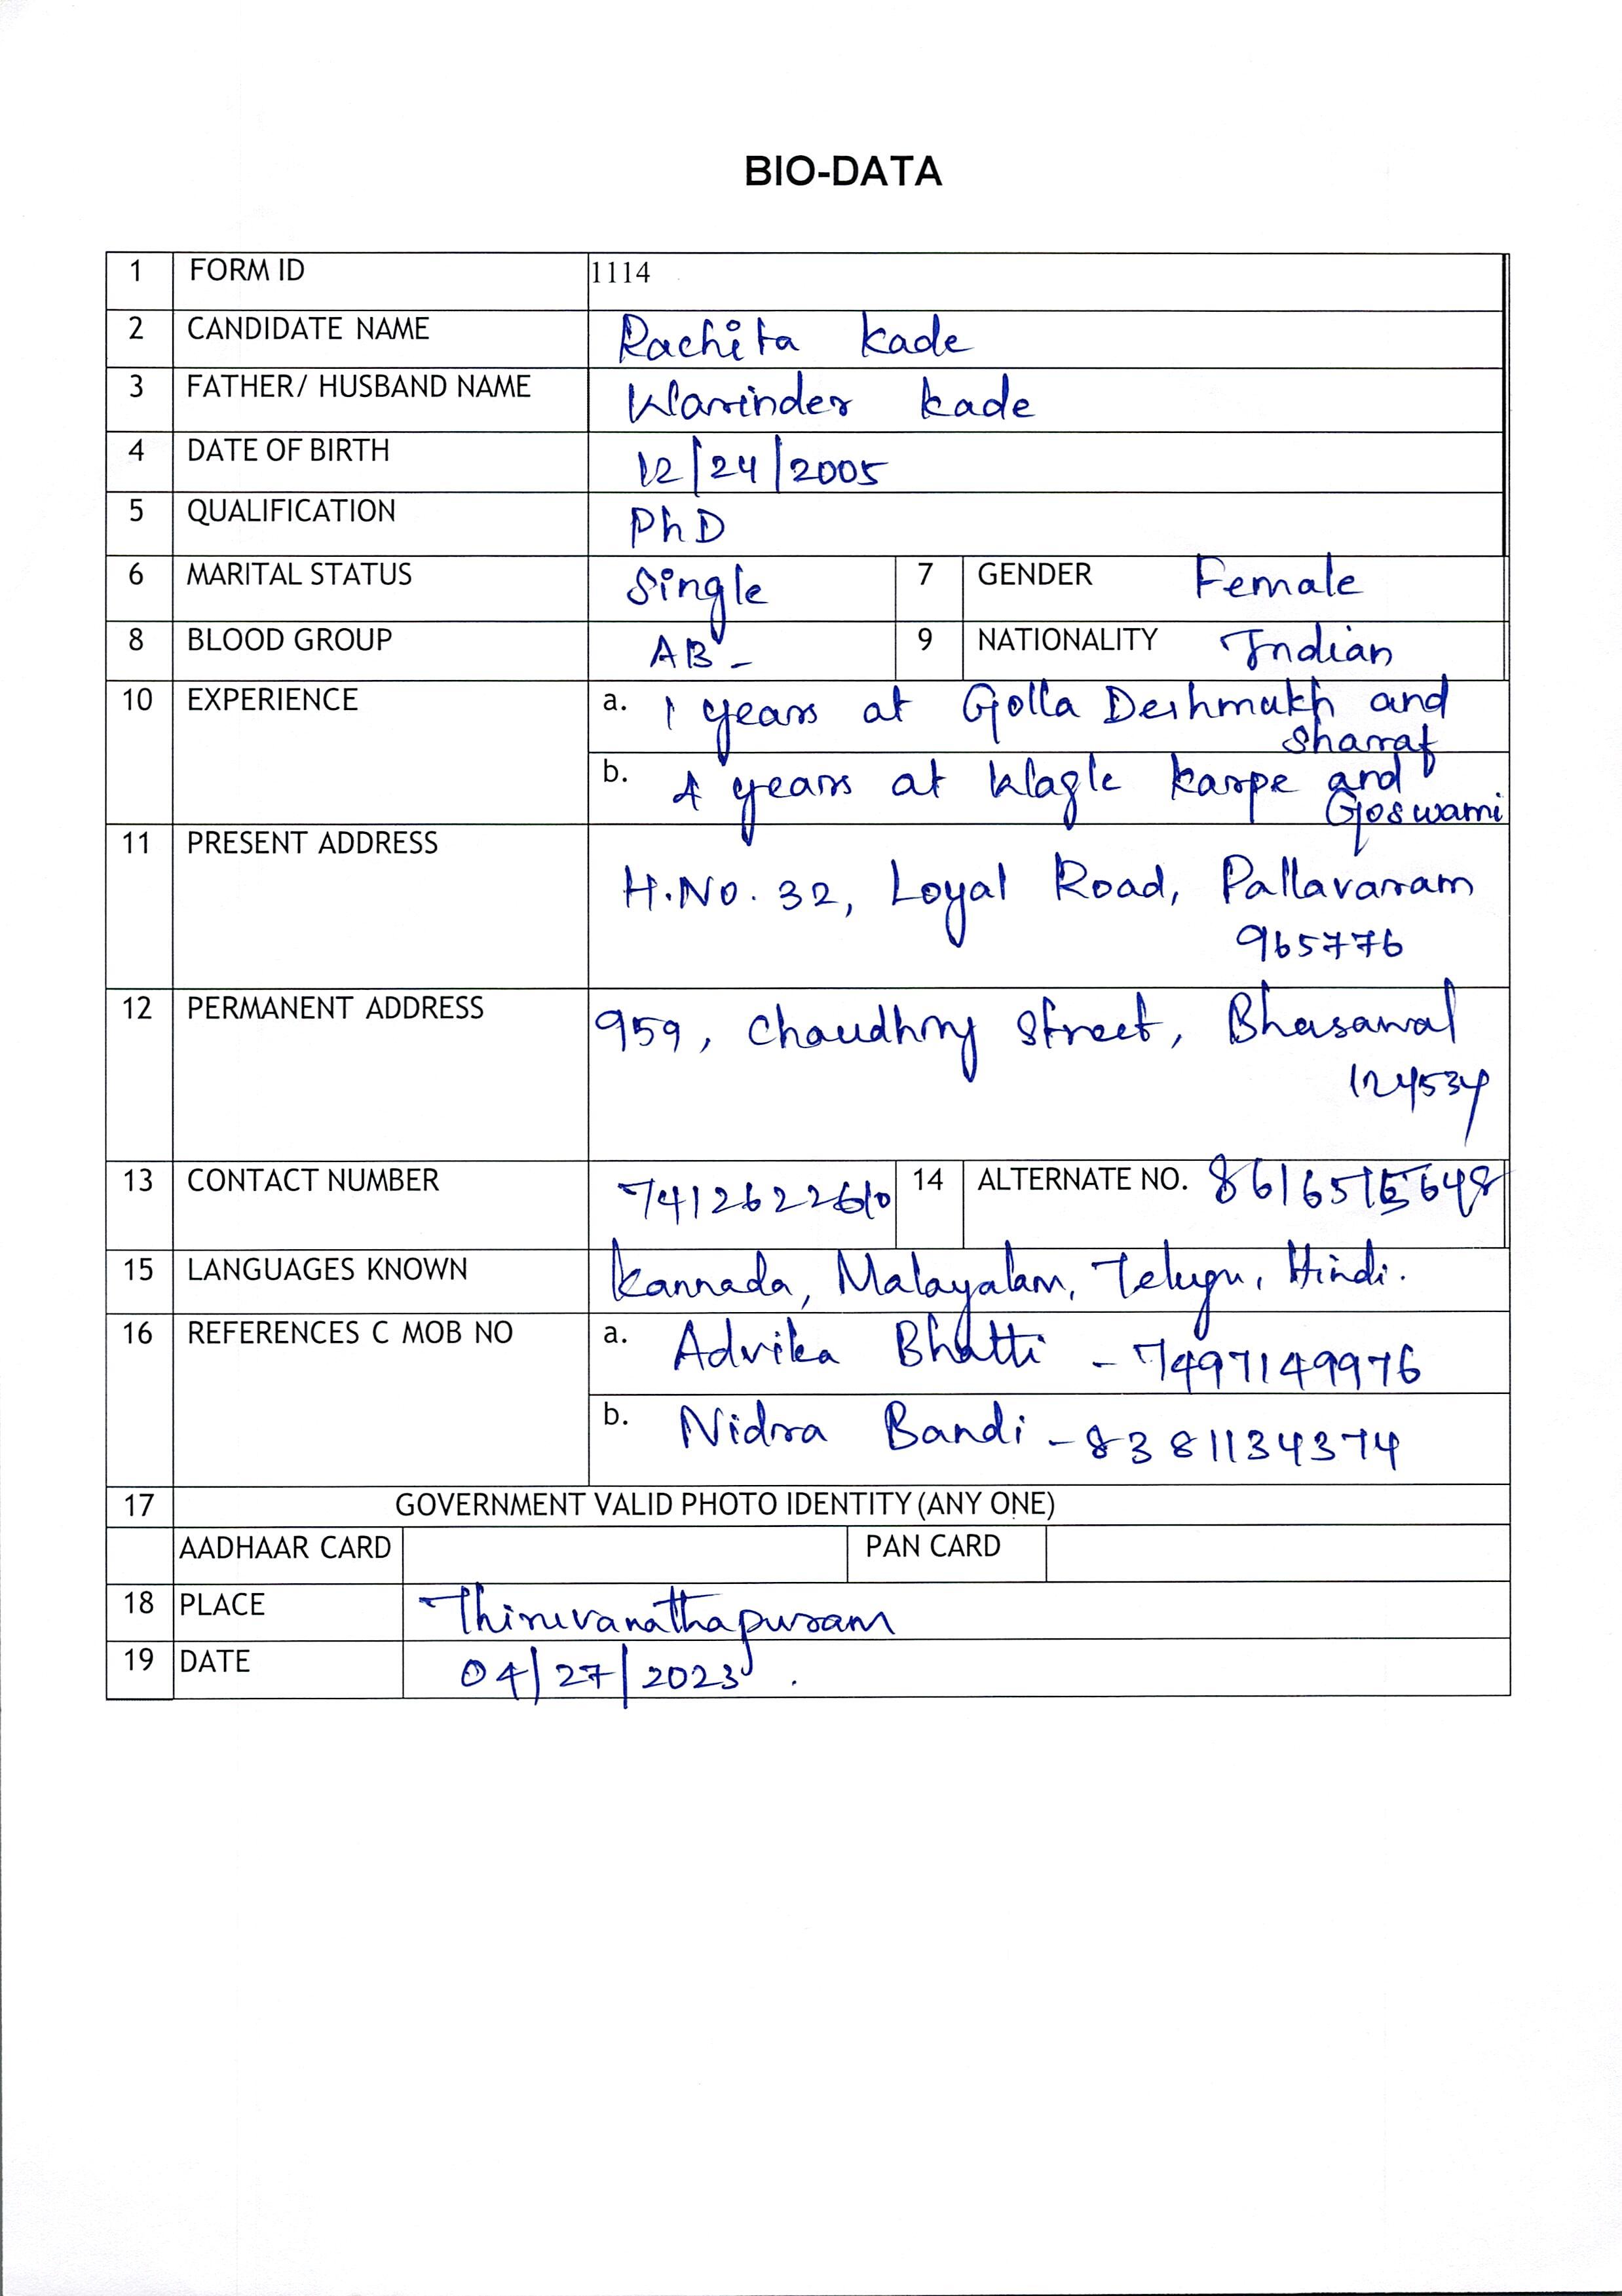 BIO-DATA
1 FORM ID 1114
2 CANDIDATE NAME Rachita Kade
3 FATHER/ HUSBAND NAME Warinder Kade
4 DATE OF BIRTH 12/24/2005
5 QUALIFICATION PhD
6 MARITAL STATUS Single 7 GENDER Female
8 BLOOD GROUP AB- 9 NATIONALITY Indian
10 EXPERIENCE a. 1 years at Golla Deshmukh and
Sharraf
b. 4 years at Wagle Karpe and
Goswami
11 PRESENT ADDRESS
H.No. 32, Loyal Road, Pallavaram
965776
12 PERMANENT ADDRESS 959, Chaudhry Street, Bhusawal
124534
13 CONTACT NUMBER 7412622610 14 ALTERNATE NO.
15 LANGUAGES KNOWN Kannada, Malayalam, Telugu, Hindi.
16 REFERENCES C MOB NO a. Advika Bhatti - 7497149976
b. Nidra Bandi - 8381134374
17 GOVERNMENT VALID PHOTO IDENTITY (ANY ONE)
AADHAAR CARD PAN CARD
18 PLACE Thiruvanathapuram
19 DATE 04/27/2023.